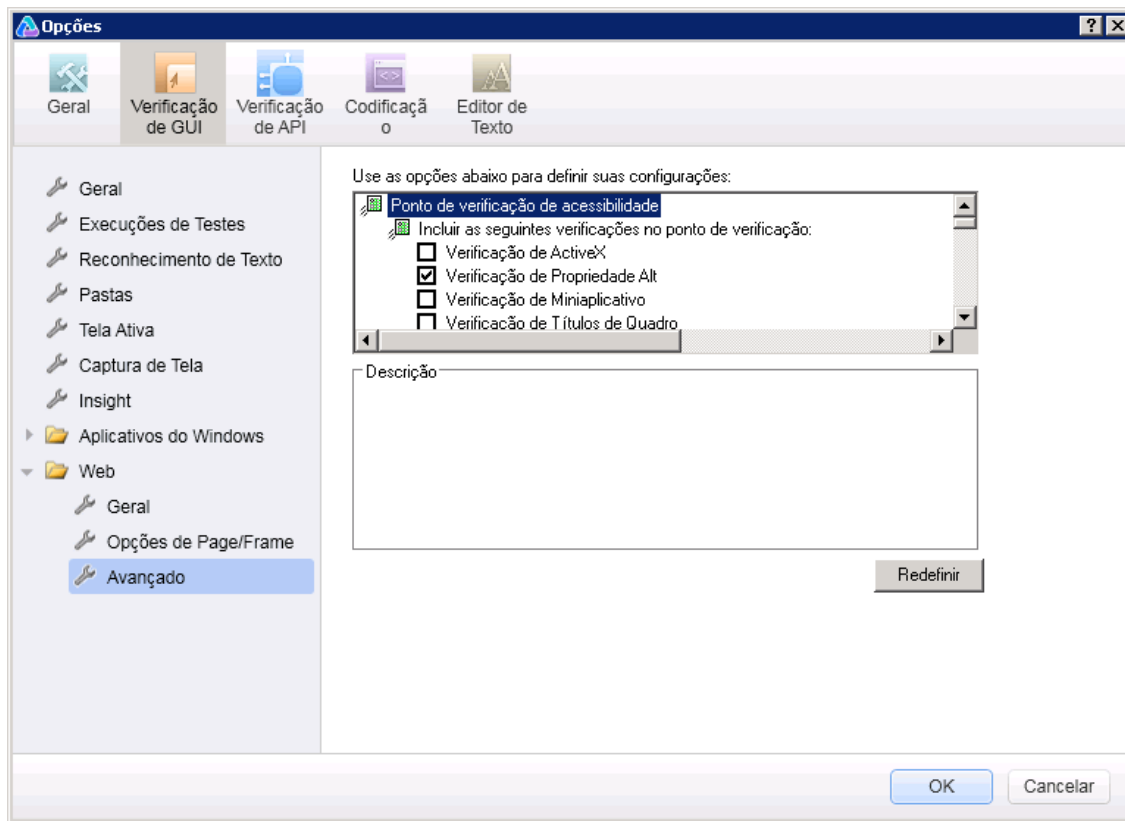 Opções
Geral
Verificação
de GUI
Verificação
de API
Codificaçã
o
Editor de
Texto
Geral
Execuções de Testes
Reconhecimento de Texto
Pastas
Tela Ativa
Captura de Tela
Insight
Aplicativos do Windows
Web
Geral
Opções de Page/Frame
Avançado
Use as opções abaixo para definir suas configurações:
Ponto de verificação de acessibilidade
Incluir as seguintes verificações no ponto de verificação:
Verificação de ActiveX
Verificação de Propriedade Alt
Verificação de Miniaplicativo
Verificação de Títulos de Quadro
Descrição
Redefinir
OK
Cancelar